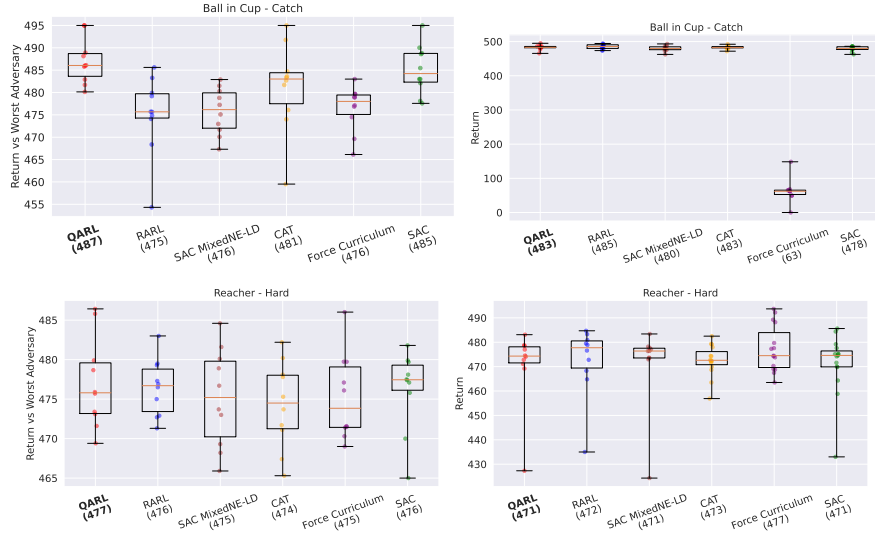 Ball in Cup - Catch
Return vs Worst Adversary
495
490
485
480
475
470
465
460
455
QARL
(487)
RARL
(475)
SAC MixedNE-LD
(476)
CAT
(481)
Force Curriculum
(476)
SAC
(485)
Ball in Cup - Catch
Return
500
400
300
200
100
0
QARL
(483)
RARL
(485)
SAC MixedNE-LD
(480)
CAT
(483)
Force Curriculum
(63)
SAC
(478)
Reacher - Hard
Return vs Worst Adversary
485
480
475
470
465
QARL
(477)
RARL
(476)
SAC MixedNE-LD
(475)
CAT
(474)
Force Curriculum
(475)
SAC
(476)
Reacher - Hard
Return
490
480
470
460
450
440
430
QARL
(471)
RARL
(472)
SAC MixedNE-LD
(471)
CAT
(473)
Force Curriculum
(477)
SAC
(471)